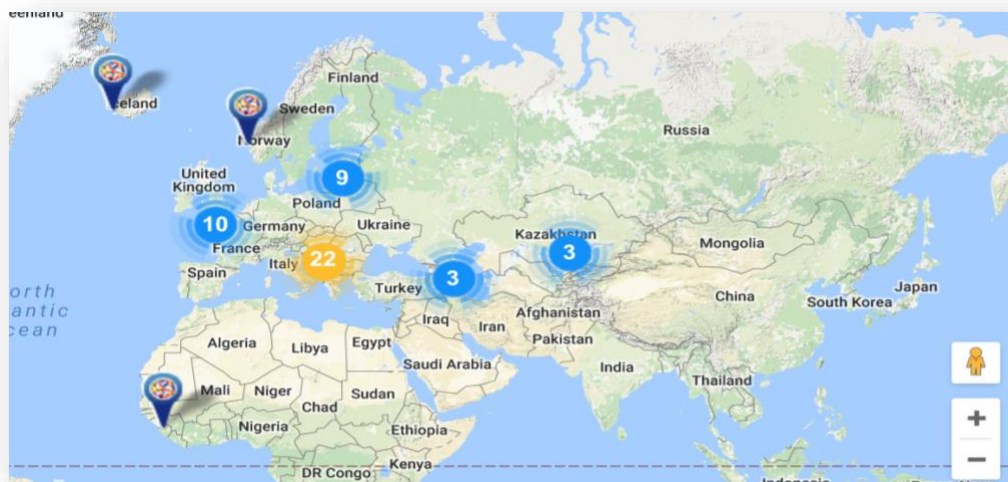 eenland
Finland
celand
Sweden
Norway
Russia
United
Kingdom
9
Poland
10
Germany
Ukraine
Kazakhstan
Mongolia
France
Italy
22
3
Spain
3
Turkey
Japan
orth
antic
cean
China
South Korea
Iraq
Iran
Afghanistan
Pakistan
Algeria
Libya
Egypt
Saudi Arabia
India
Mali
Niger
Sudan
Thailand
Chad
Nigeria
Ethiopia
+
Kenya
DR Congo
−
Indonesia